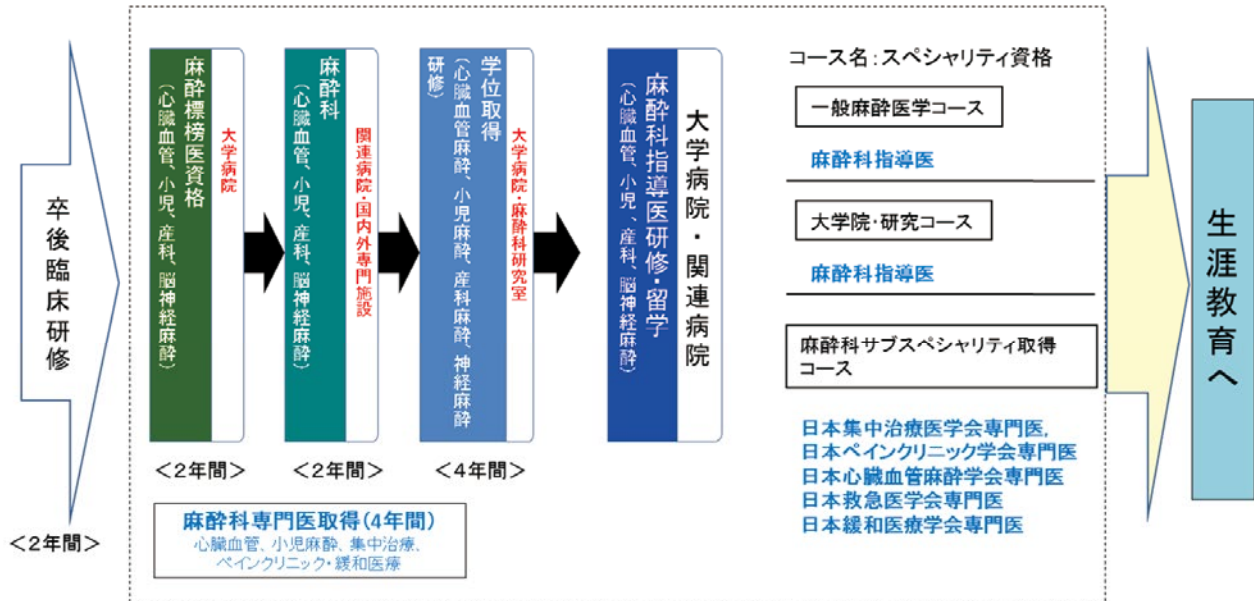 卒後臨床研修
<2年間>
麻酔標榜医資格
(心臓血管、小児、産科、脳神経麻酔)
大学病院
<2年間>
麻酔科
(心臓血管、小児、産科、脳神経麻酔)
関連病院・国内外専門施設
<2年間>
学位取得
(心臓血管麻酔、小児麻酔、産科麻酔、神経麻酔
研修)
大学病院・麻酔科研究室
<4年間>
麻酔科専門医取得(4年間)
心臓血管、小児麻酔、集中治療、
ペインクリニック・緩和医療
麻酔科指導医研修・留学
(心臓血管、小児、産科、脳神経麻酔)
大学病院・関連病院
コース名:スペシャリティ資格
一般麻酔医学コース
麻酔科指導医
大学院・研究コース
麻酔科指導医
麻酔科サブスペシャリティ取得
コース
日本集中治療医学会専門医,
日本ペインクリニック学会専門医
日本心臓血管麻酔学会専門医
日本救急医学会専門医
日本緩和医療学会専門医
生涯教育へ